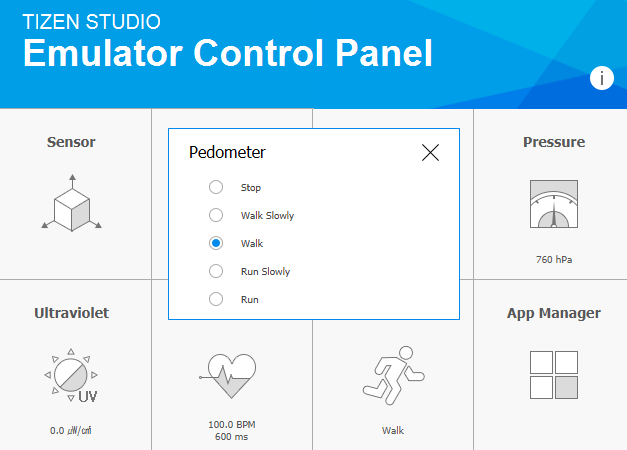 TIZEN STUDIO
Emulator Control Panel
i
Sensor
Pedometer
Stop
Walk Slowly
Walk
Run Slowly
Run
Pressure
760 hPa
Ultraviolet
UV
0.0 ㎼/㎠
100.0 BPM
600 ms
Walk
App Manager